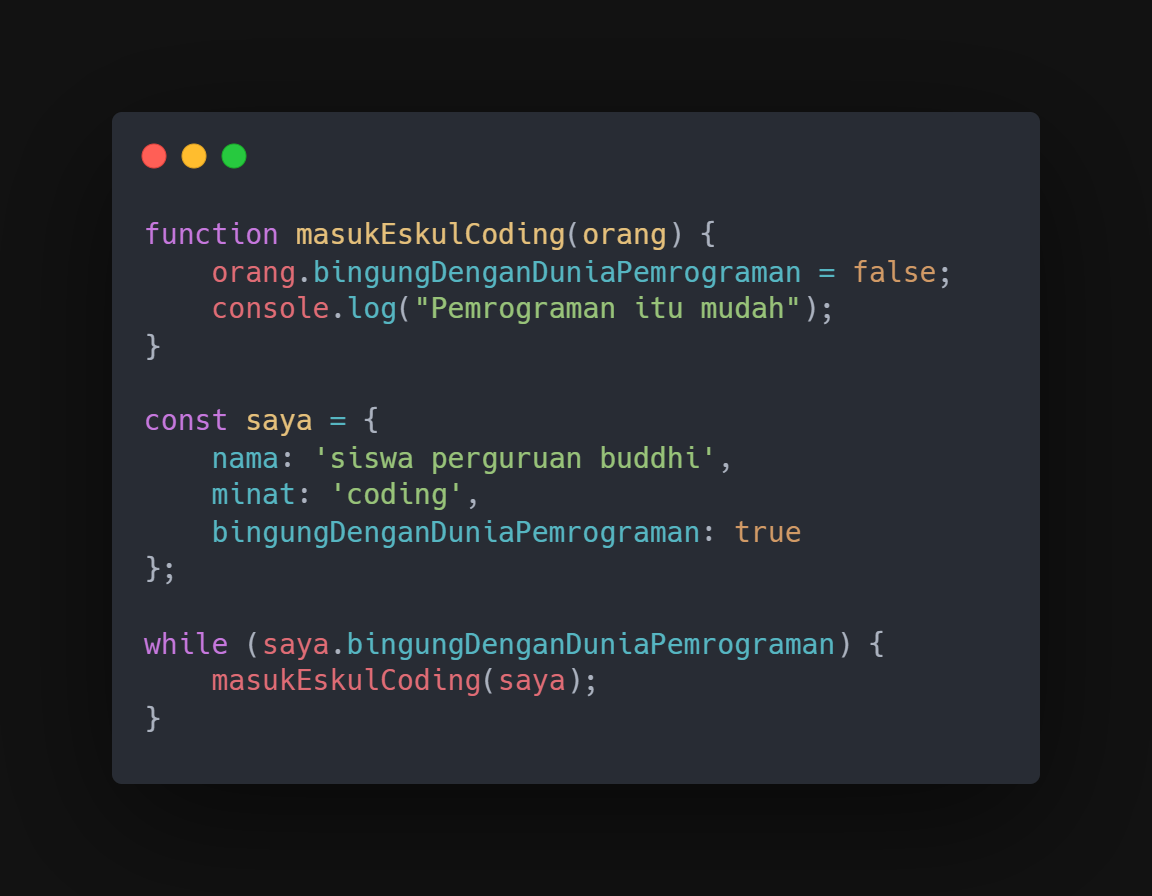 function masukEskulCoding(orang) {
    orang.bingungDenganDuniaPemrograman = false;
    console.log("Pemrograman itu mudah");
}

const saya = {
    nama: 'siswa perguruan buddhi',
    minat: 'coding',
    bingungDenganDuniaPemrograman: true
};

while (saya.bingungDenganDuniaPemrograman) {
    masukEskulCoding(saya);
}